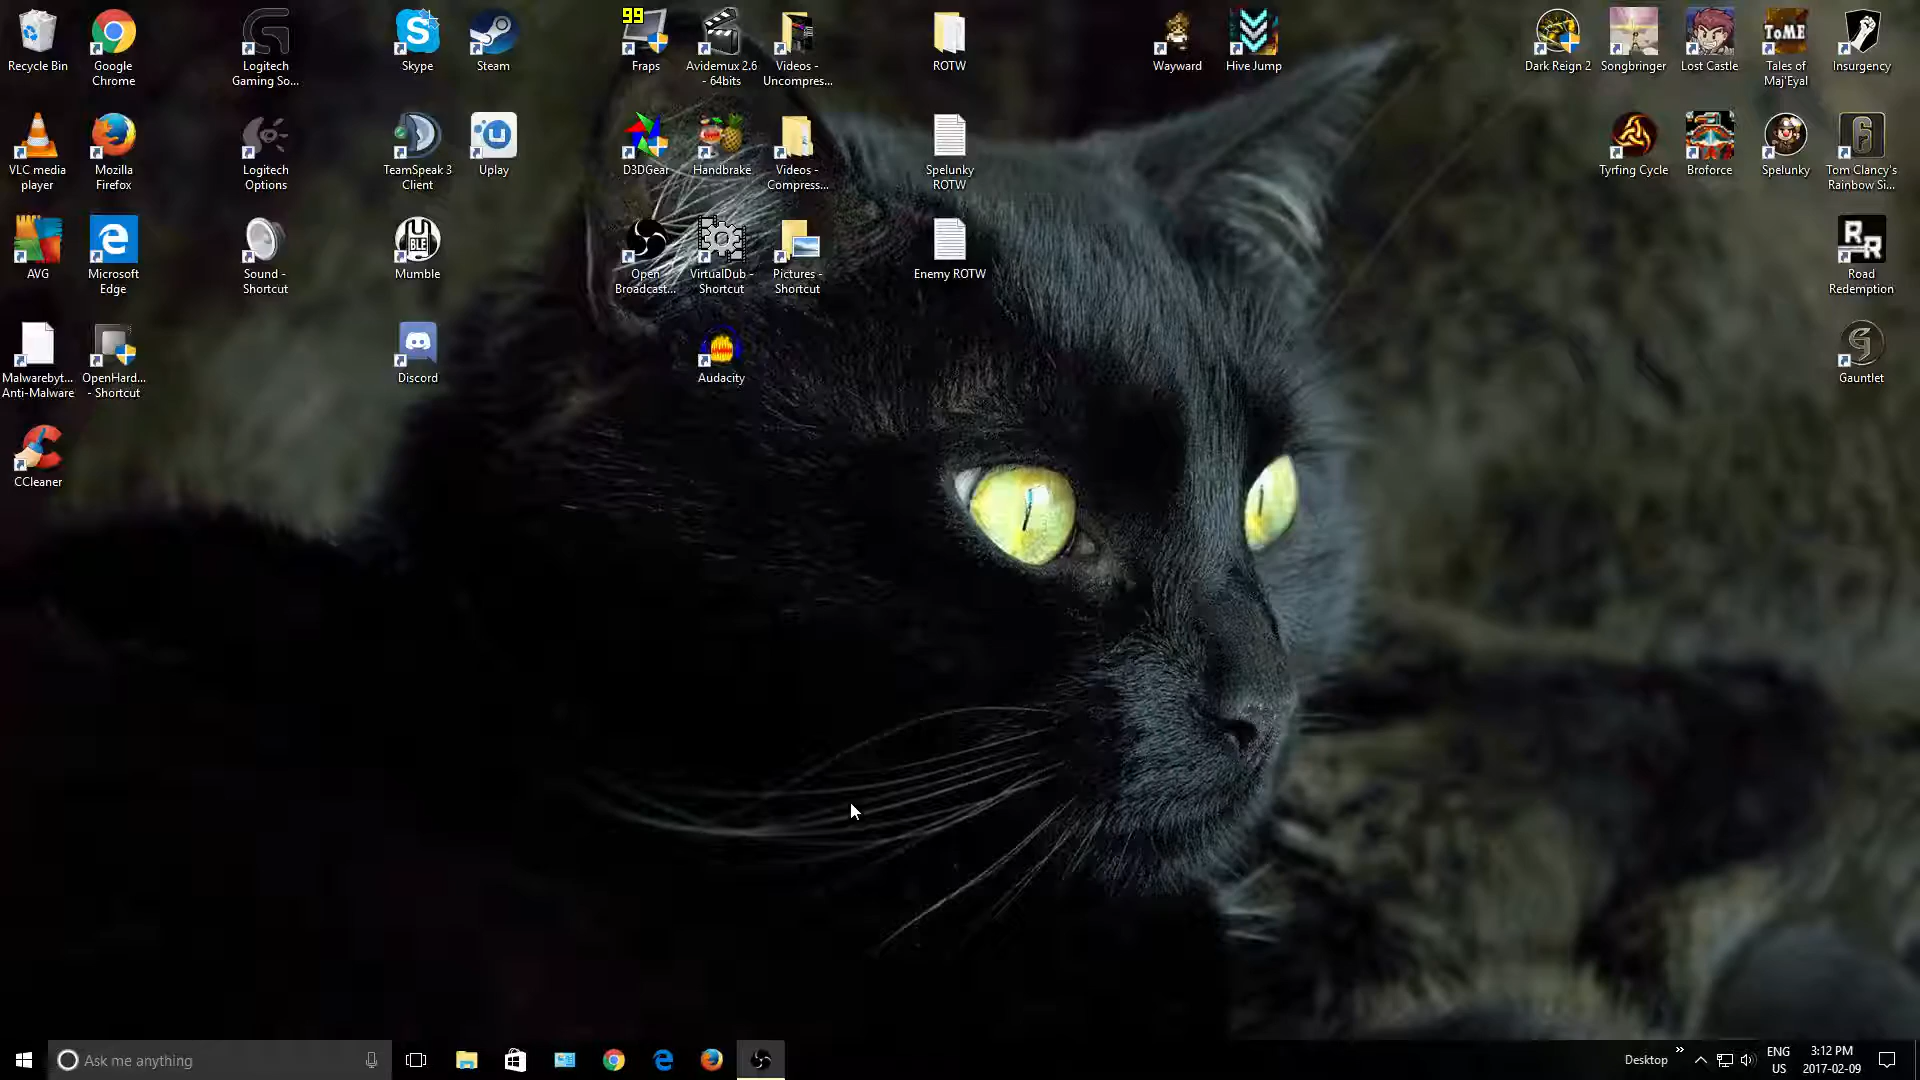 Recycle Bin
Google
Chrome
Logitech
Gaming So...
Skype
Steam
99
Fraps
Avidemux 2.6
- 64bits
Videos -
Uncompres...
ROTW
Wayward
Hive Jump
Dark Reign 2
Songbringer
Lost Castle
ToME
Tales of
Maj'Eyal
Insurgency
VLC media
player
Mozilla
Firefox
Logitech
Options
TeamSpeak 3
Client
Uplay
D3DGear
Handbrake
Videos -
Compress...
Spelunky
ROTW
Tyrfing Cycle
Broforce
Spelunky
Tom Clancy's
Rainbow Si...
AVG
Microsoft
Edge
Sound -
Shortcut
Mumble
Open
Broadcast...
VirtualDub -
Shortcut
Pictures -
Shortcut
Enemy ROTW
Road
Redemption
Malwarebyt...
Anti-Malware
OpenHard...
- Shortcut
Discord
Audacity
Gauntlet
CCleaner
Ask me anything
Desktop
ENG
US
3:12 PM
2017-02-09